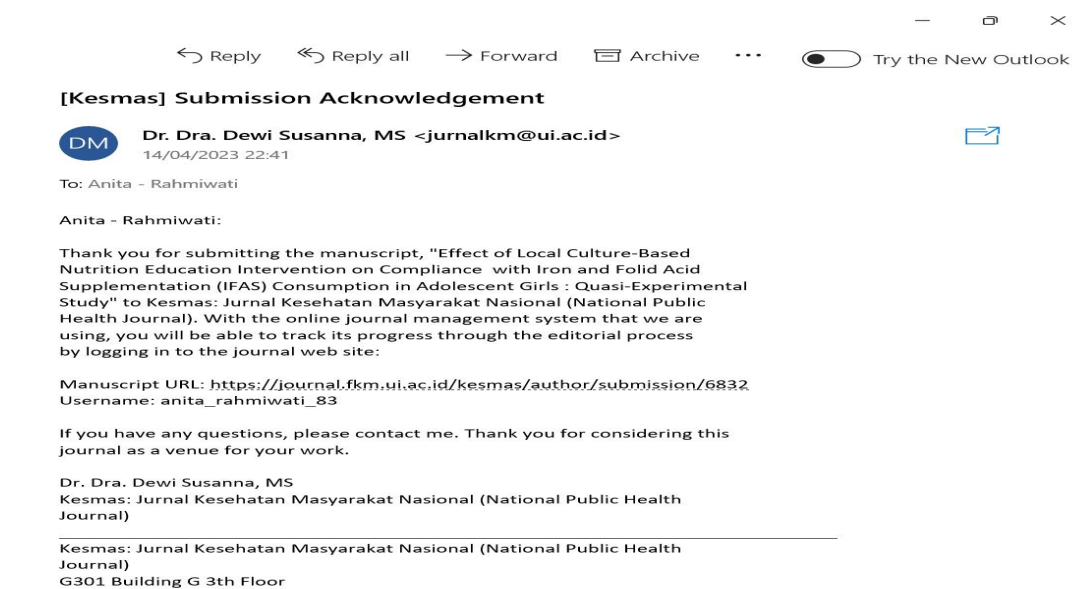 Reply
Reply all
Forward
Archive
...
Try the New Outlook
[Kesmas] Submission Acknowledgement
DM
Dr. Dra. Dewi Susanna, MS <jurnalkm@ui.ac.id>
14/04/2023 22:41
To: Anita - Rahmiwati
Anita - Rahmiwati:
Thank you for submitting the manuscript, "Effect of Local Culture-Based
Nutrition Education Intervention on Compliance  with Iron and Folid Acid
Supplementation (IFAS) Consumption in Adolescent Girls : Quasi-Experimental
Study" to Kesmas: Jurnal Kesehatan Masyarakat Nasional (National Public
Health Journal). With the online journal management system that we are
using, you will be able to track its progress through the editorial process
by logging in to the journal web site:
Manuscript URL: https://journal.fkm.ui.ac.id/kesmas/author/submission/6832
Username: anita_rahmiwati_83
If you have any questions, please contact me. Thank you for considering this
journal as a venue for your work.
Dr. Dra. Dewi Susanna, MS
Kesmas: Jurnal Kesehatan Masyarakat Nasional (National Public Health
Journal)
Kesmas: Jurnal Kesehatan Masyarakat Nasional (National Public Health
Journal)
G301 Building G 3th Floor